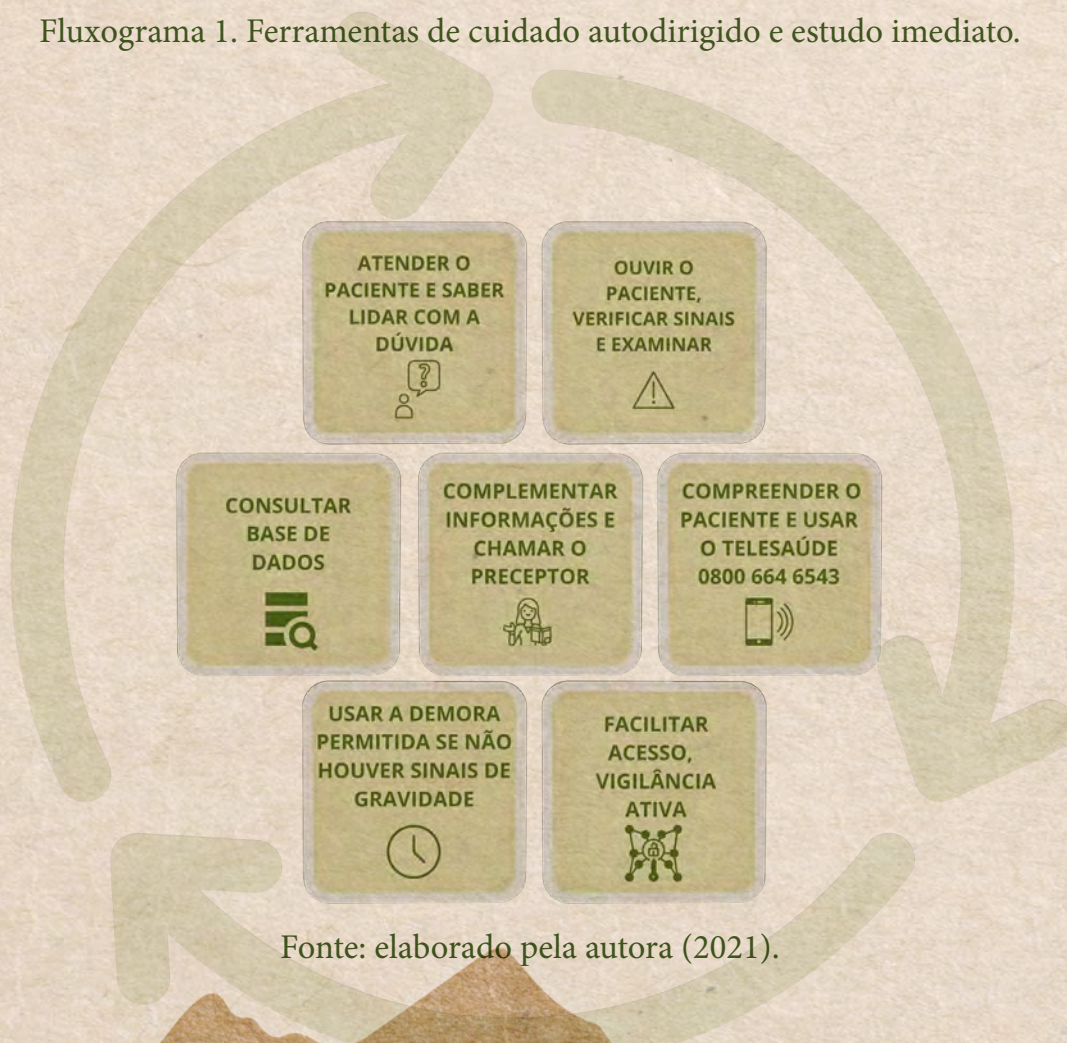 Fluxograma 1. Ferramentas de cuidado autodirigido e estudo imediato.
ATENDER O
PACIENTE E SABER
LIDAR COM A
DÚVIDA
?
OUVIR O
PACIENTE,
VERIFICAR SINAIS
E EXAMINAR
CONSULTAR
BASE DE
DADOS
COMPLEMENTAR
INFORMAÇÕES E
CHAMAR O
PRECEPTOR
COMPREENDER O
PACIENTE E USAR
O TELESAÚDE
0800 664 6543
USAR A DEMORA
PERMITIDA SE NÃO
HOUVER SINAIS DE
GRAVIDADE
FACILITAR
ACESSO,
VIGILÂNCIA
ATIVA
Fonte: elaborado pela autora (2021).